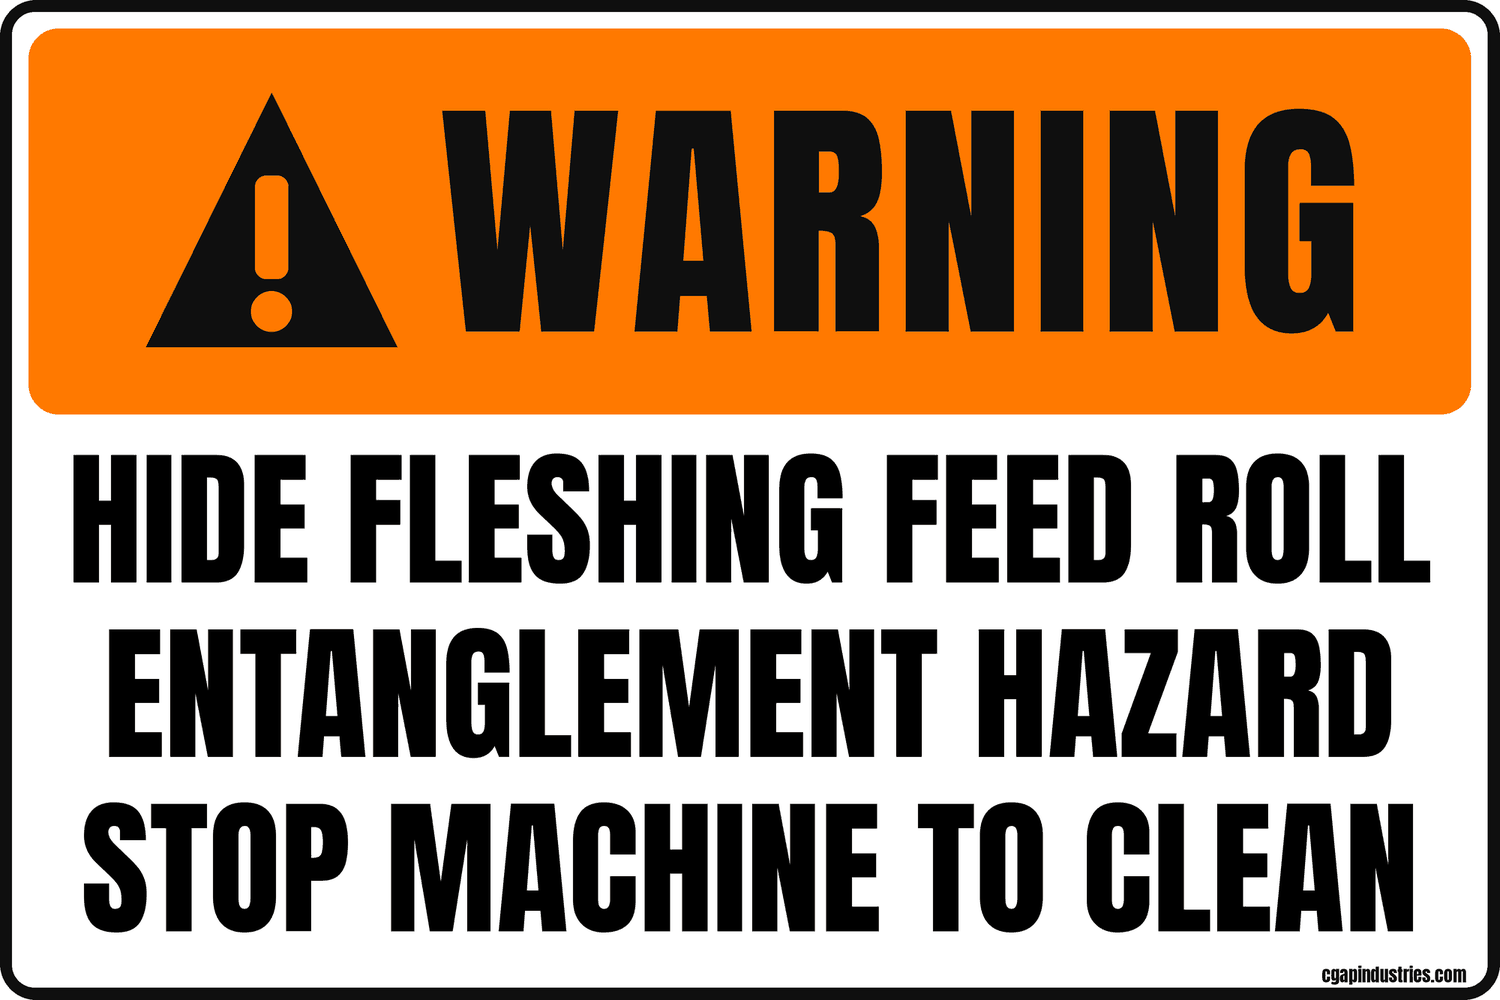 WARNING
HIDE FLESHING FEED ROLL
ENTANGLEMENT HAZARD
STOP MACHINE TO CLEAN
cgapindustries.com